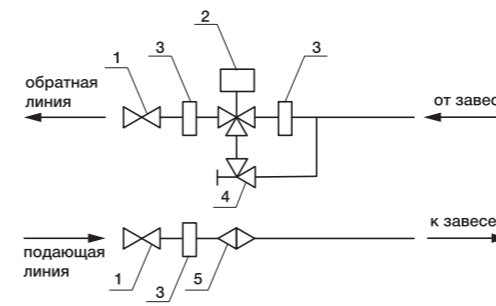 2
1
3
3
обратная
линия
от завес
4
к завесе
подающая
линия
1
3
5